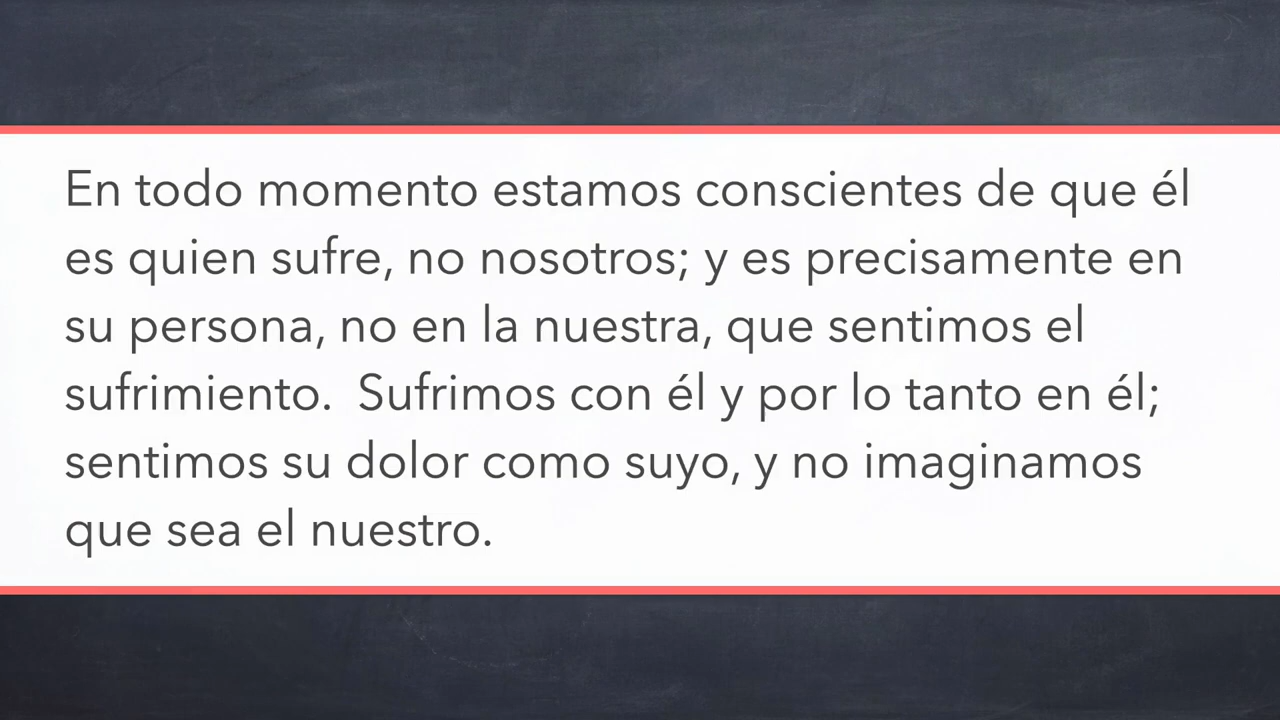 En todo momento estamos conscientes de que él
es quien sufre, no nosotros; y es precisamente en
su persona, no en la nuestra, que sentimos el
sufrimiento.  Sufrimos con él y por lo tanto en él;
sentimos su dolor como suyo, y no imaginamos
que sea el nuestro.